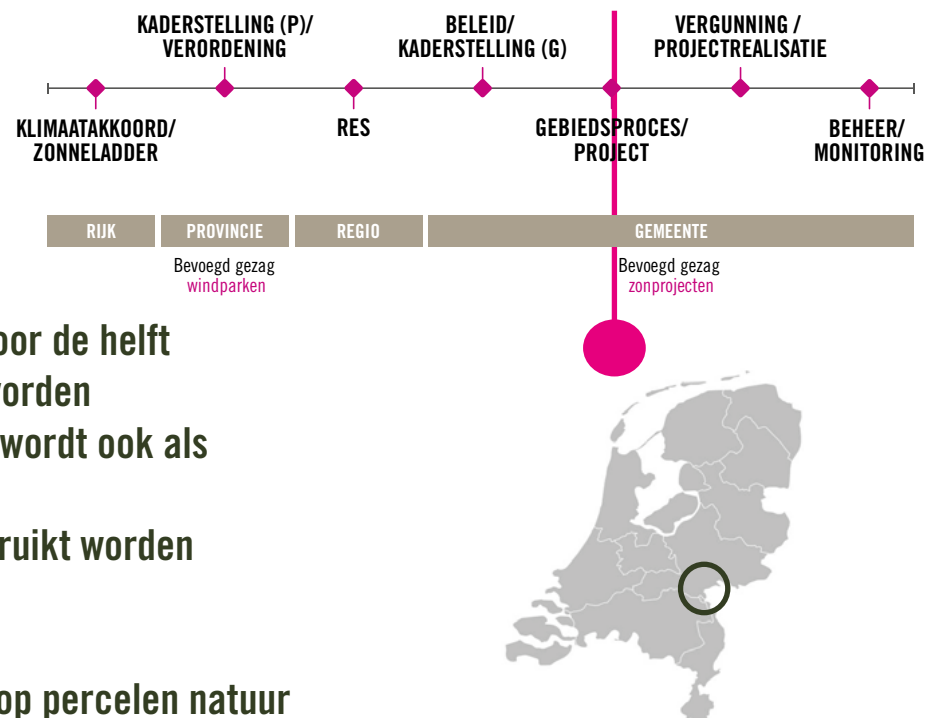 KADERSTELLING (P)/
VERORDENING
BELEID/
KADERSTELLING (G)
VERGUNNING /
PROJECTREALISATIE
KLIMAATAKKOORD/
ZONNELADDER
RES
GEBIEDSPROCES/
PROJECT
BEHEER/
MONITORING
RIJK
PROVINCIE
REGIO
GEMEENTE
Bevoegd gezag
windparken
Bevoegd gezag
zonprojecten
oor de helft
worden
wordt ook als
ruikt worden
op percelen natuur